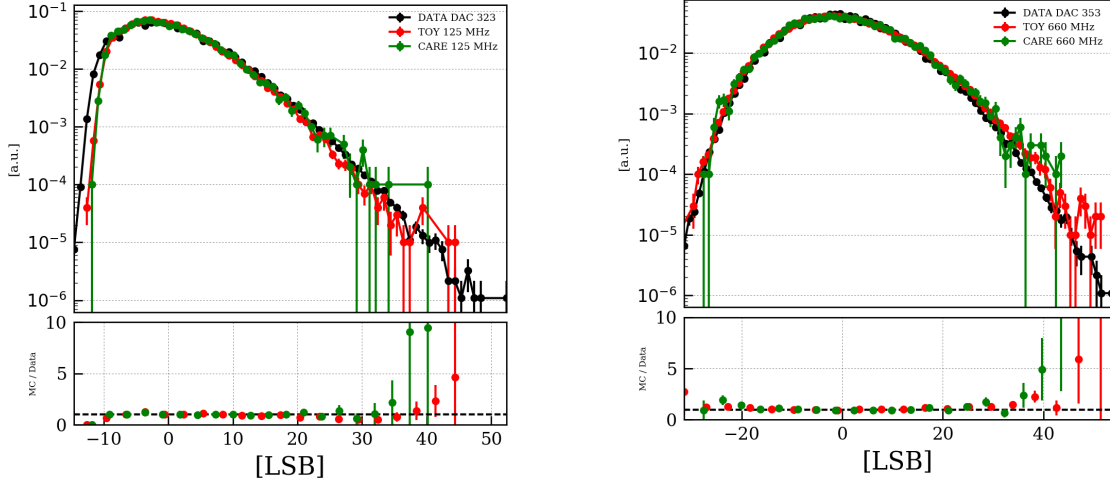 10⁻¹
10⁻²
10⁻³
10⁻⁴
10⁻⁵
10⁻⁶
[a.u.]
DATA DAC 323
TOY 125 MHz
CARE 125 MHz
10
5
0
MC / Data
−10 0 10 20 30 40 50
[LSB]
10⁻²
10⁻³
10⁻⁴
10⁻⁵
10⁻⁶
[a.u.]
DATA DAC 353
TOY 660 MHz
CARE 660 MHz
10
5
0
MC / Data
−20 0 20 40
[LSB]